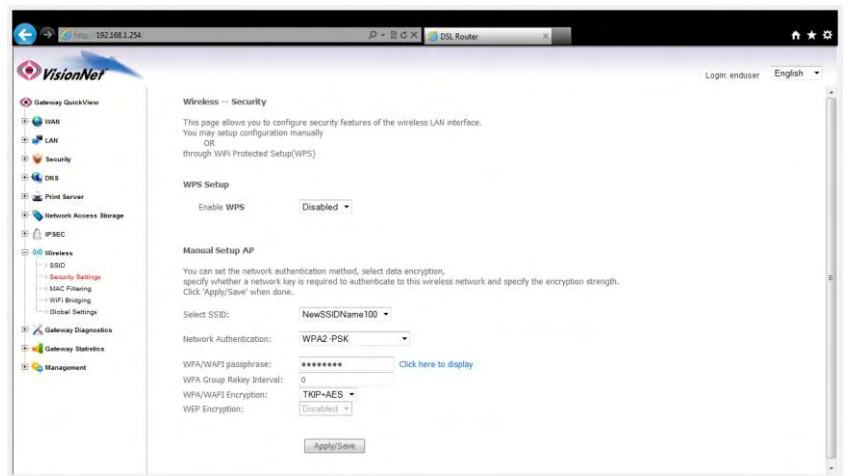 http: 192.168.1.254
DSL Router
VisionNet
Login: enduser
English
Gateway QuickView
WAN
LAN
Security
DNS
Print Server
Network Access Storage
IPSEC
Wireless
SSID
Security Settings
MAC Filtering
WiFi Bridging
Global Settings
Gateway Diagnostics
Gateway Statistics
Management
Wireless -- Security
This page allows you to configure security features of the wireless LAN interface.
You may setup configuration manually
OR
through WiFi Protected Setup(WPS)
WPS Setup
Enable WPS Disabled
Manual Setup AP
You can set the network authentication method, select data encryption,
specify whether a network key is required to authenticate to this wireless network and specify the encryption strength.
Click 'Apply/Save' when done.
Select SSID: NewSSIDName100
Network Authentication: WPA2 -PSK
WPA/WAPI passphrase: •••••••• Click here to display
WPA Group Rekey Interval: 0
WPA/WAPI Encryption: TKIP+AES
WEP Encryption: Disabled
Apply/Save